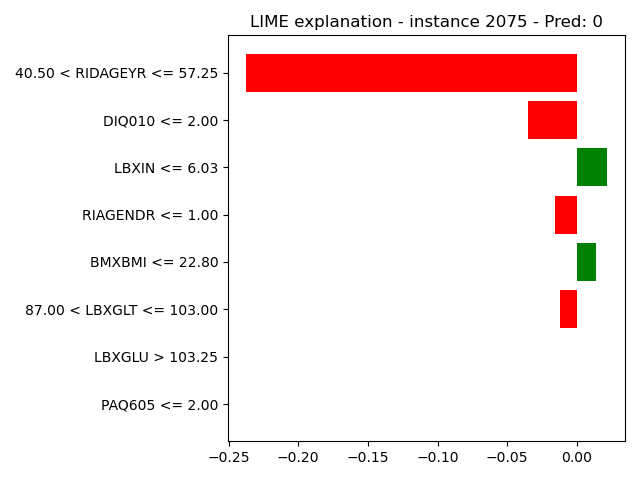 LIME explanation - instance 2075 - Pred: 0
40.50 < RIDAGEYR <= 57.25
DIQ010 <= 2.00
LBXIN <= 6.03
RIAGENDR <= 1.00
BMXBMI <= 22.80
87.00 < LBXGLT <= 103.00
LBXGLU > 103.25
PAQ605 <= 2.00
−0.25 −0.20 −0.15 −0.10 −0.05 0.00